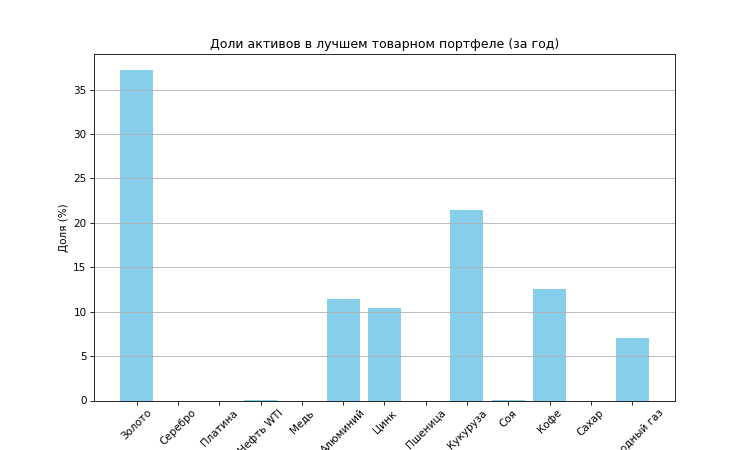 Доли активов в лучшем товарном портфеле (за год)
Доля (%)
35
30
25
20
15
10
5
0
Золото
Серебро
Платина
Нефть WTI
Медь
Алюминий
Цинк
Пшеница
Кукуруза
Соя
Кофе
Сахар
газ